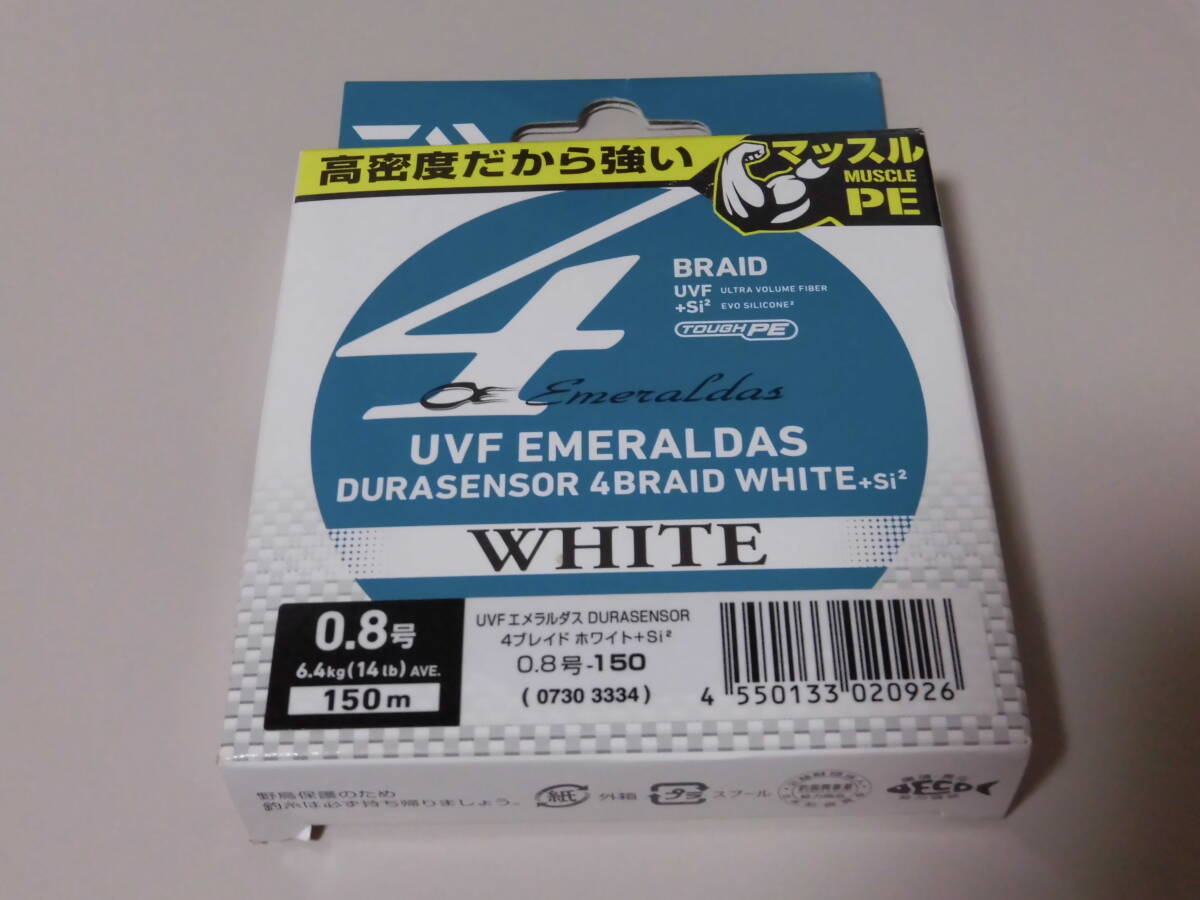 高密度だから強い
マッスル
MUSCLE
PE
4
BRAID
UVF ULTRA VOLUME FIBER
+Si² EVO SILICONE²
TOUGH PE
Emeraldas
UVF EMERALDAS
DURASENSOR 4BRAID WHITE+Si²
WHITE
0.8号
6.4kg(14lb) AVE.
150m
UVFエメラルダス DURASENSOR
4ブレイド ホワイト+Si²
0.8号-150
(0730 3334)
4 550133 020926
野鳥保護のため
釣糸は必ず持ち帰りましょう。
紙 外箱 プラ スプール
ECO